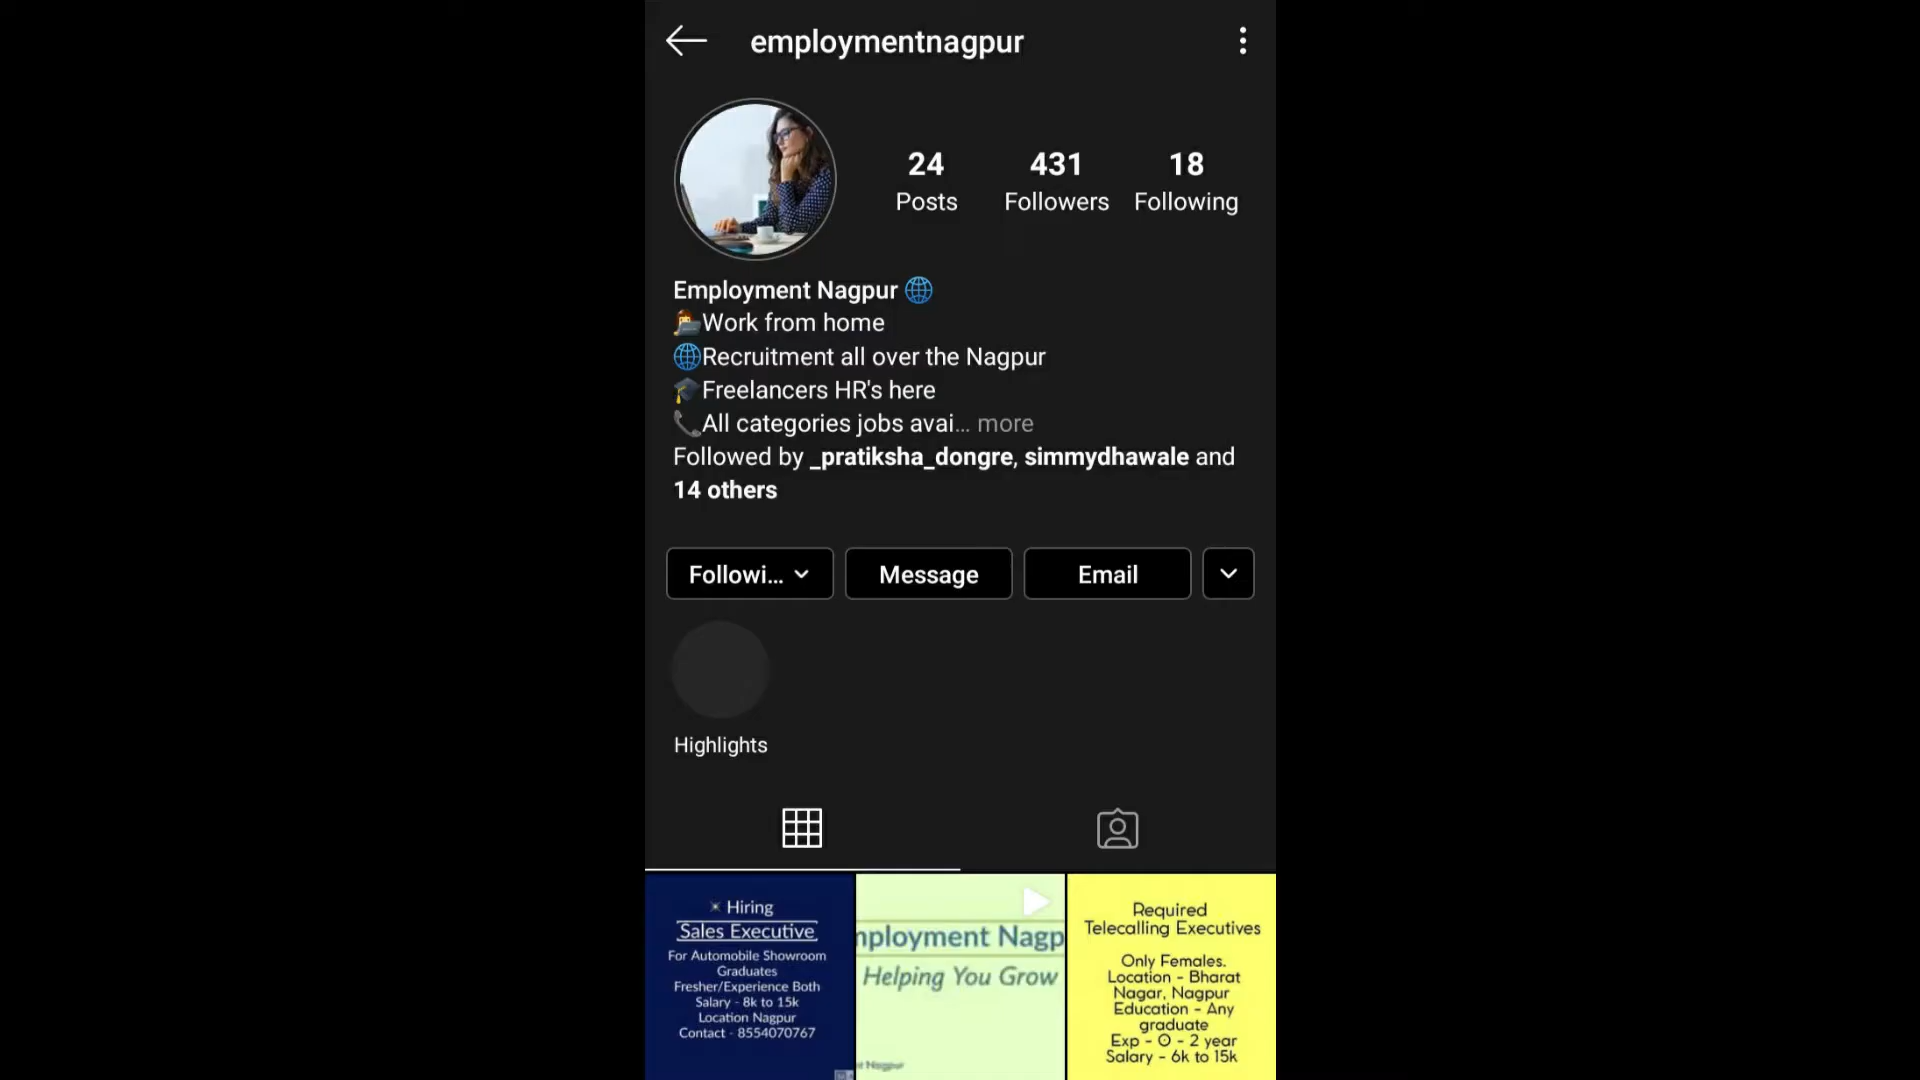 employmentnagpur
24 431 18
Posts Followers Following
Employment Nagpur
Work from home
Recruitment all over the Nagpur
Freelancers HR's here
All categories jobs avai... more
Followed by _pratiksha_dongre, simmydhawale and
14 others
Followi... Message Email
Highlights
Hiring
Sales Executive
For Automobile Showroom
Graduates
Fresher/Experience Both
Salary - 8k to 15k
Location Nagpur
Contact - 8554070767
mployment Nagp
Helping You Grow
t Nagpur
Required
Telecalling Executives
Only Females.
Location - Bharat
Nagar, Nagpur
Education - Any
graduate
Exp - 0 - 2 year
Salary - 6k to 15k